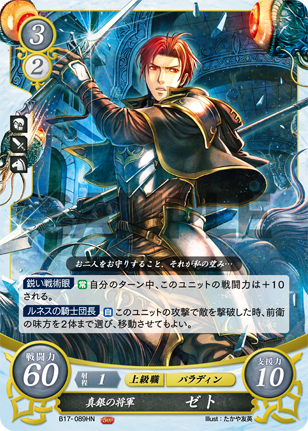 3
2
お二人をお守りすること、それが私の望み…
鋭い戦術眼 常 自分のターン中、このユニットの戦闘力は+10
される。
ルネスの騎士団長 自 このユニットの攻撃で敵を撃破した時、前衛
の味方を2体まで選び、移動させてもよい。
戦闘力
60
射程 1 上級職 パラディン
支援力
10
真銀の将軍 ゼト
B17-089HN
Illust:たかや友英